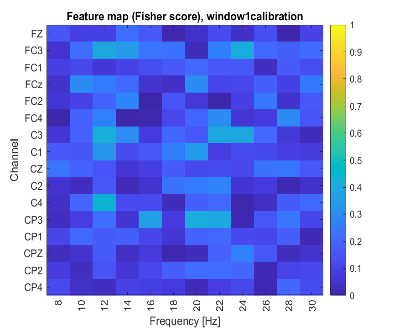 Feature map (Fisher score), window1calibration
FZ
FC3
FC1
FCz
FC2
FC4
C3
C1
CZ
C2
C4
CP3
CP1
CPZ
CP2
CP4
Channel
8 10 12 14 16 18 20 22 24 26 28 30
Frequency [Hz]
1
0.9
0.8
0.7
0.6
0.5
0.4
0.3
0.2
0.1
0